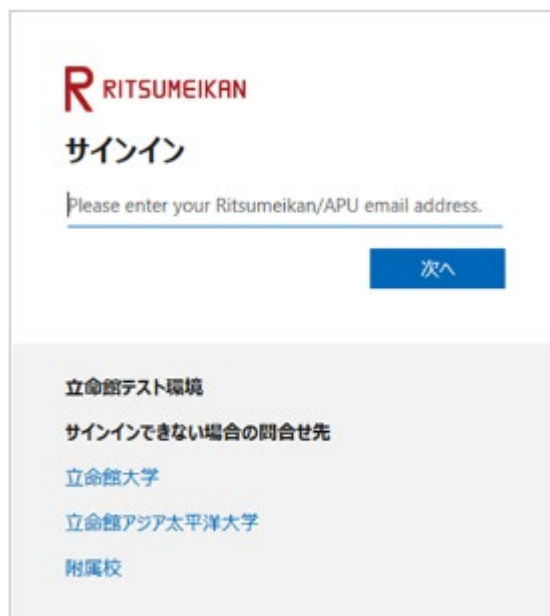 RITSUMEIKAN
サインイン
Please enter your Ritsumeikan/APU email address.
次へ
立命館テスト環境
サインインできない場合の問合せ先
立命館大学
立命館アジア太平洋大学
附属校